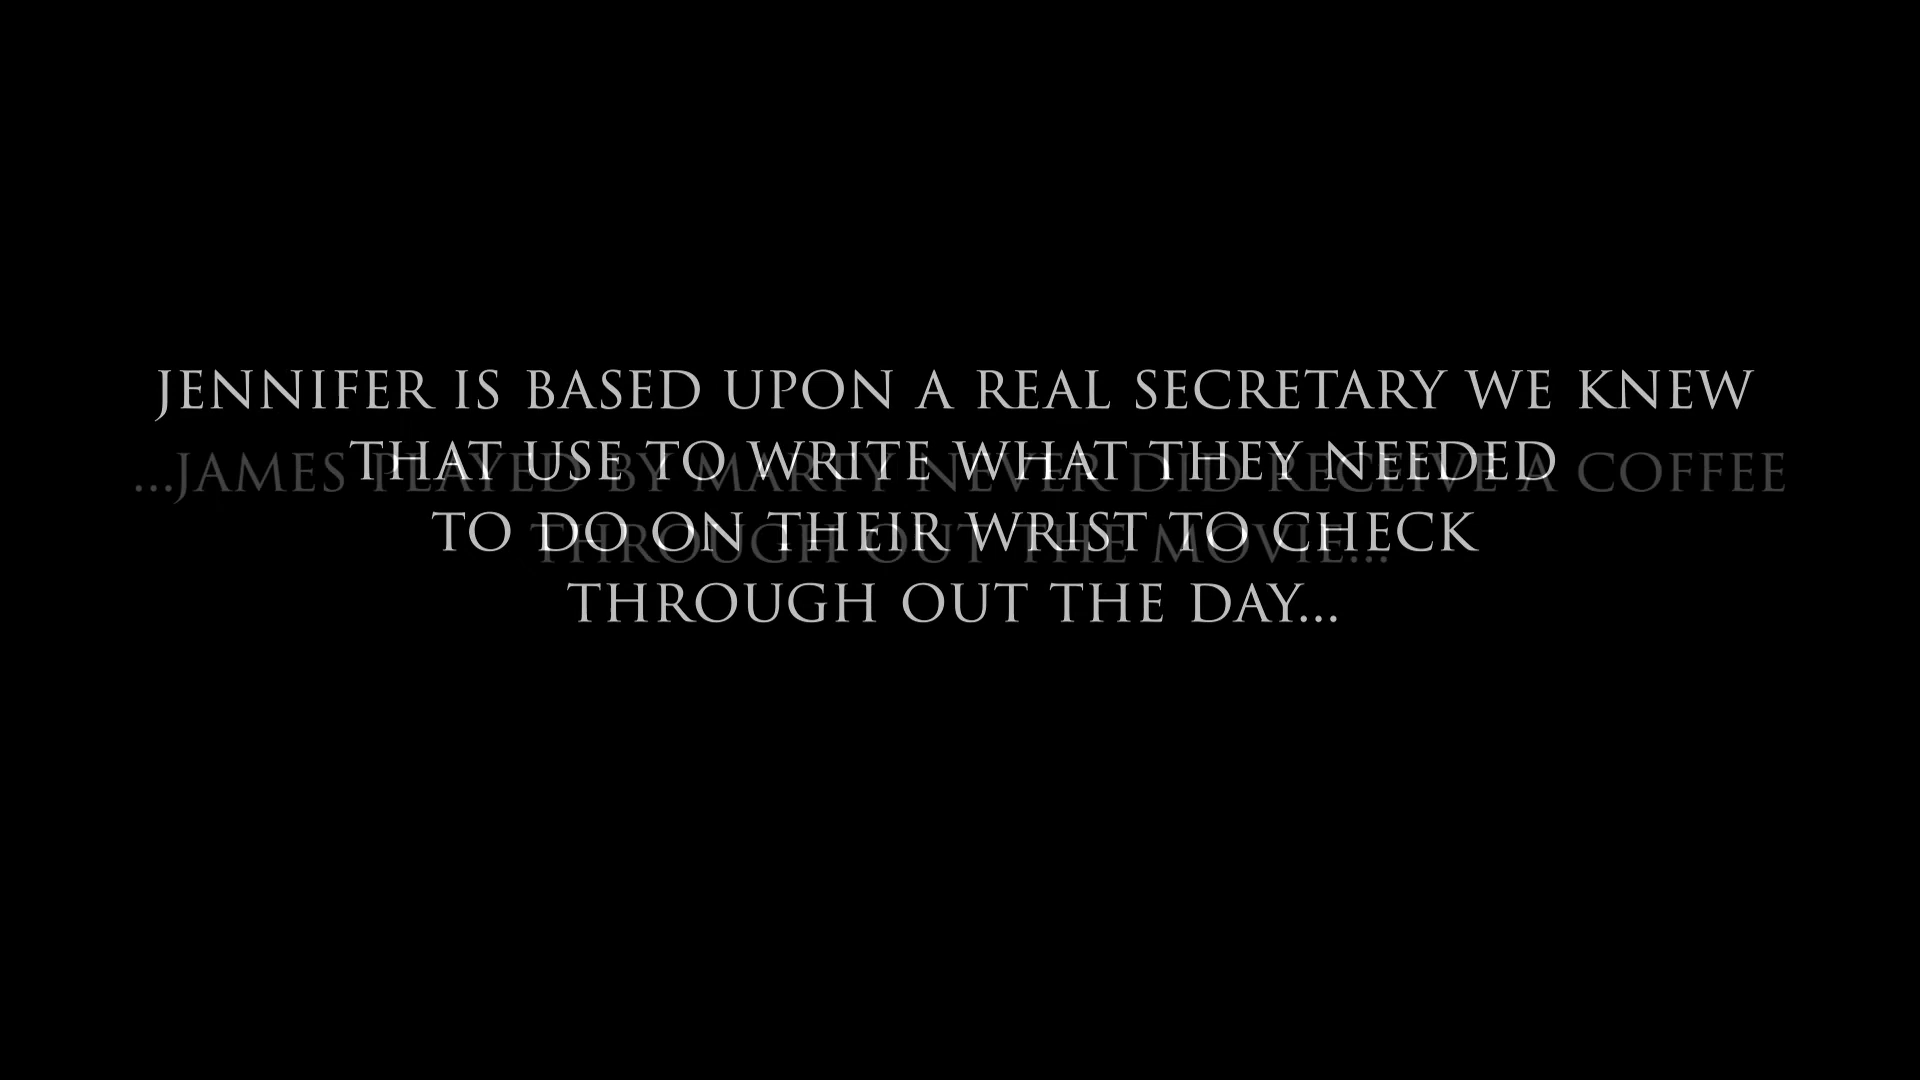 JENNIFER IS BASED UPON A REAL SECRETARY WE KNEW
THAT USE TO WRITE WHAT THEY NEEDED
TO DO ON THEIR WRIST TO CHECK
THROUGH OUT THE DAY...
...JAMES PLAYED BY MARTY NEVER DID RECEIVE A COFFEE
THROUGH OUT THE MOVIE...